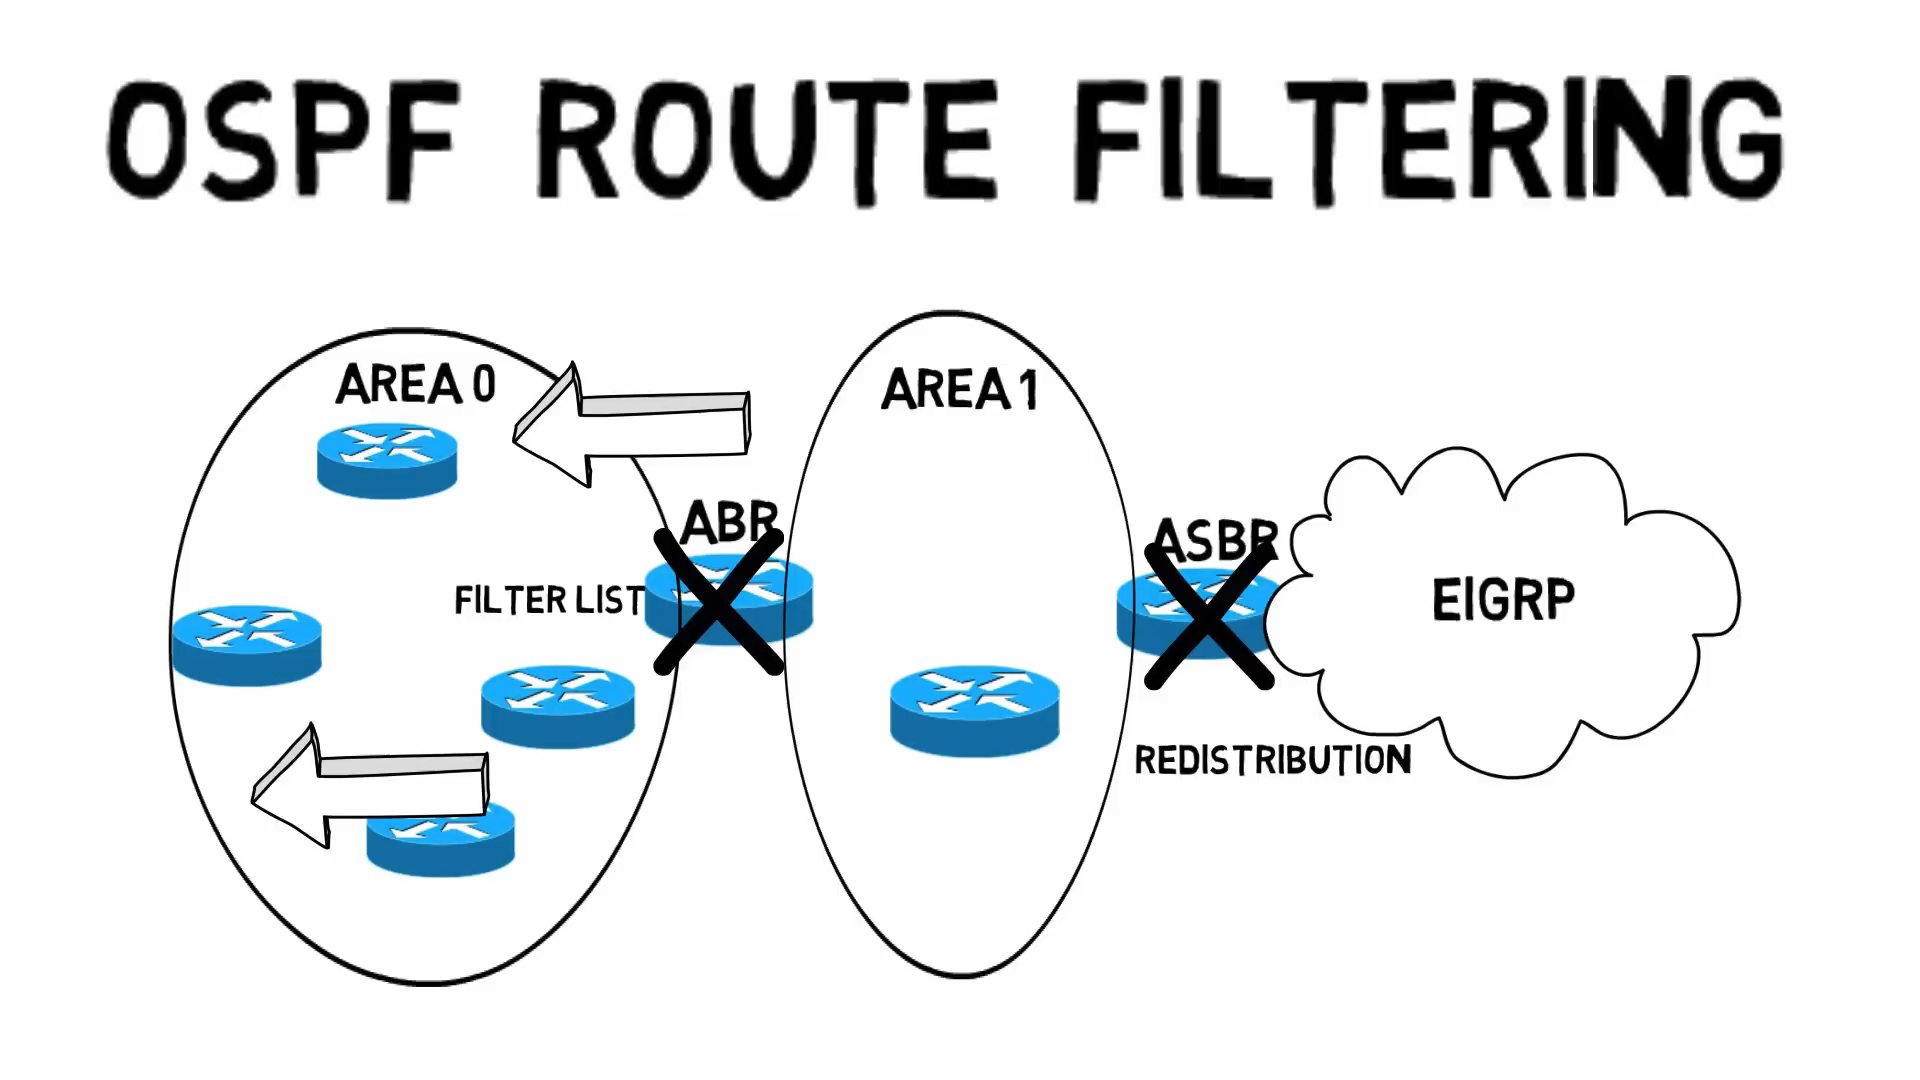 OSPF ROUTE FILTERING
AREA 0
AREA 1
ABR
ASBR
FILTER LIST
EIGRP
REDISTRIBUTION